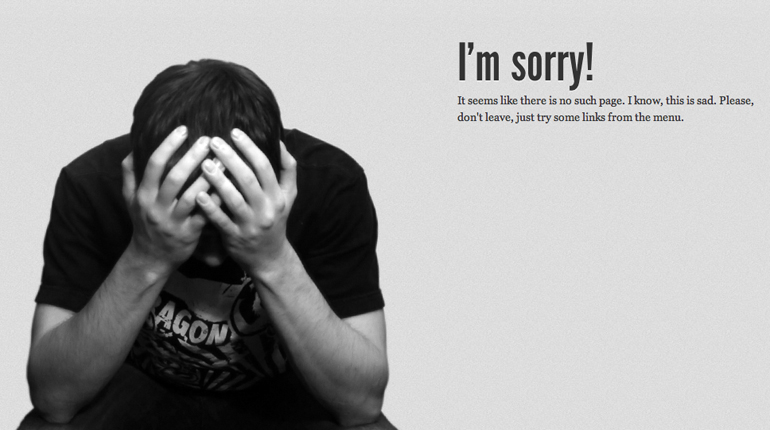 I'm sorry!
It seems like there is no such page. I know, this is sad. Please,
don't leave, just try some links from the menu.
AGON